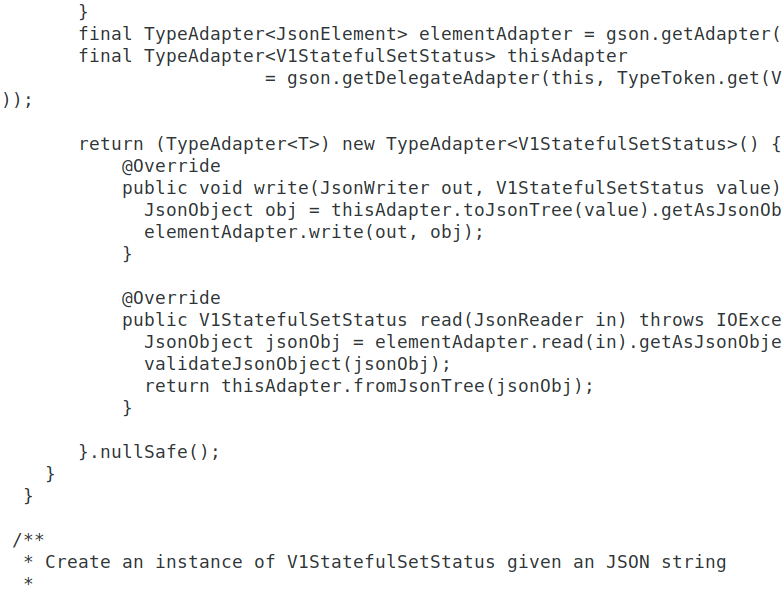 }
       final TypeAdapter<JsonElement> elementAdapter = gson.getAdapter(
       final TypeAdapter<V1StatefulSetStatus> thisAdapter
                        = gson.getDelegateAdapter(this, TypeToken.get(V
));

       return (TypeAdapter<T>) new TypeAdapter<V1StatefulSetStatus>() {
           @Override
           public void write(JsonWriter out, V1StatefulSetStatus value)
             JsonObject obj = thisAdapter.toJsonTree(value).getAsJsonOb
             elementAdapter.write(out, obj);
           }

           @Override
           public V1StatefulSetStatus read(JsonReader in) throws IOExce
             JsonObject jsonObj = elementAdapter.read(in).getAsJsonObje
             validateJsonObject(jsonObj);
             return thisAdapter.fromJsonTree(jsonObj);
           }

       }.nullSafe();
    }
  }

 /**
  * Create an instance of V1StatefulSetStatus given an JSON string
  *